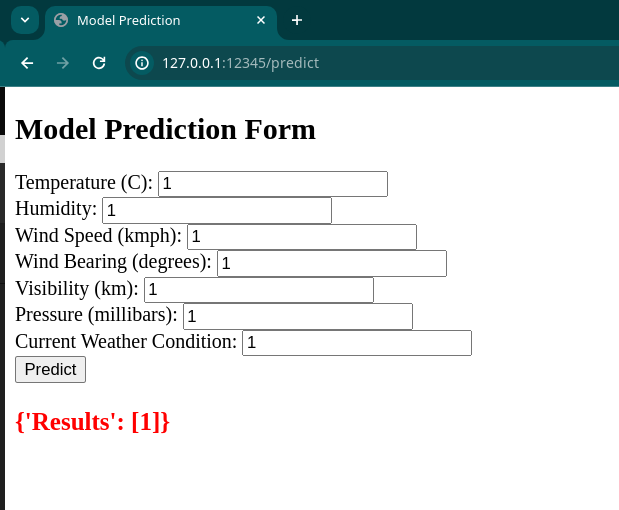 Model Prediction
127.0.0.1:12345/predict
Model Prediction Form
Temperature (C): 1
Humidity: 1
Wind Speed (kmph): 1
Wind Bearing (degrees): 1
Visibility (km): 1
Pressure (millibars): 1
Current Weather Condition: 1
Predict
{'Results': [1]}